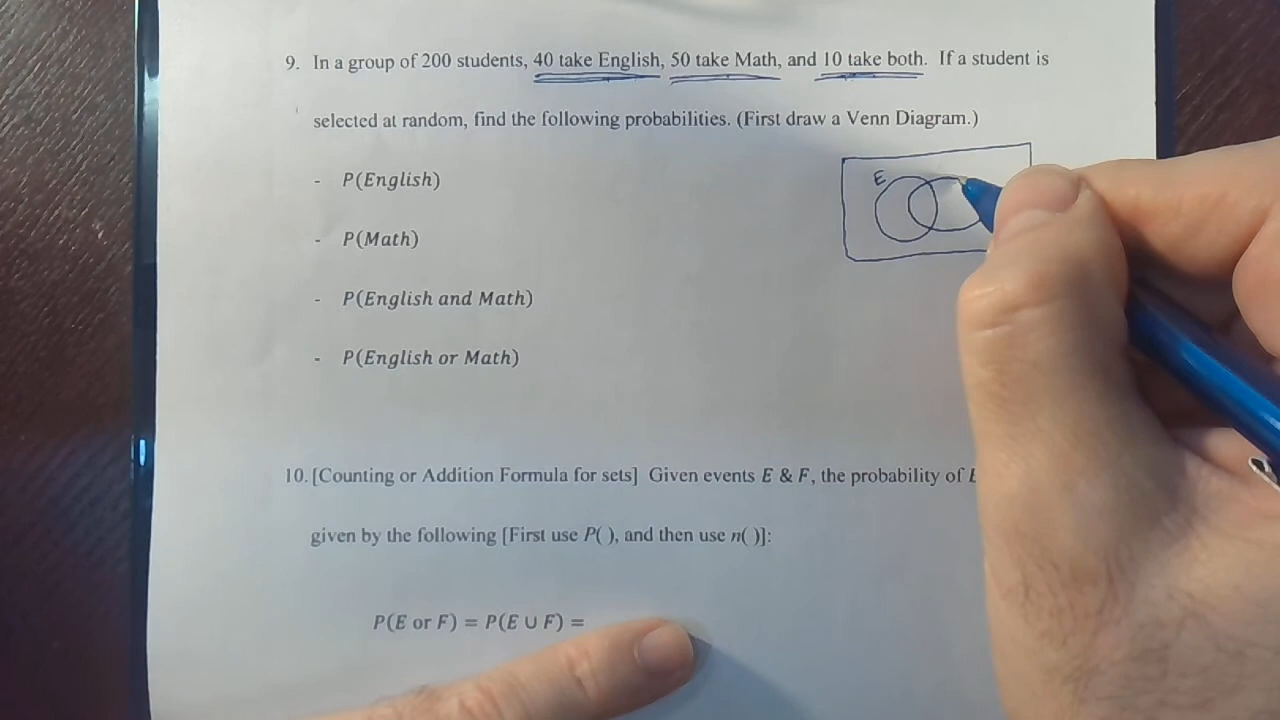 9. In a group of 200 students, 40 take English, 50 take Math, and 10 take both. If a student is
selected at random, find the following probabilities. (First draw a Venn Diagram.)
E
- P(English)
- P(Math)
- P(English and Math)
- P(English or Math)
10. [Counting or Addition Formula for sets] Given events E & F, the probability of E
given by the following [First use P( ), and then use n( )]:
P(E or F) = P(E ∪ F) =